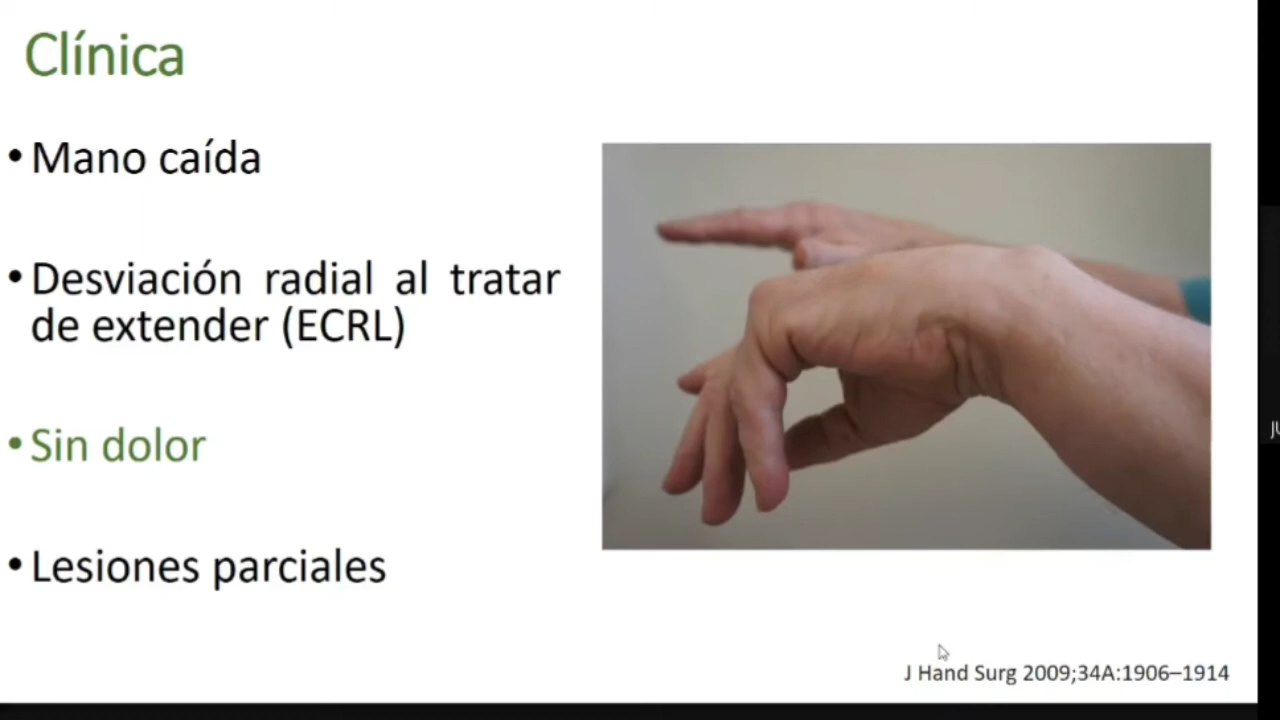 Clínica
• Mano caída
• Desviación radial al tratar
de extender (ECRL)
• Sin dolor
• Lesiones parciales
J Hand Surg 2009;34A:1906–1914